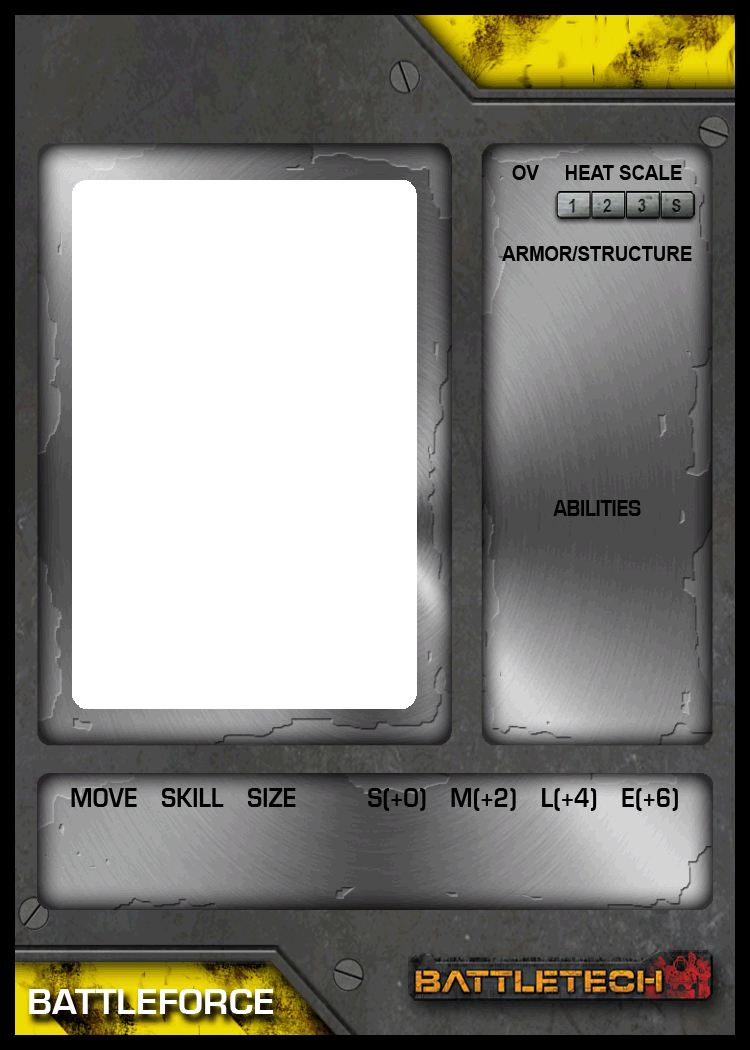 OV HEAT SCALE
1 2 3 S
ARMOR/STRUCTURE
ABILITIES
MOVE SKILL SIZE S(+0) M(+2) L(+4) E(+6)
BATTLETECH
BATTLEFORCE